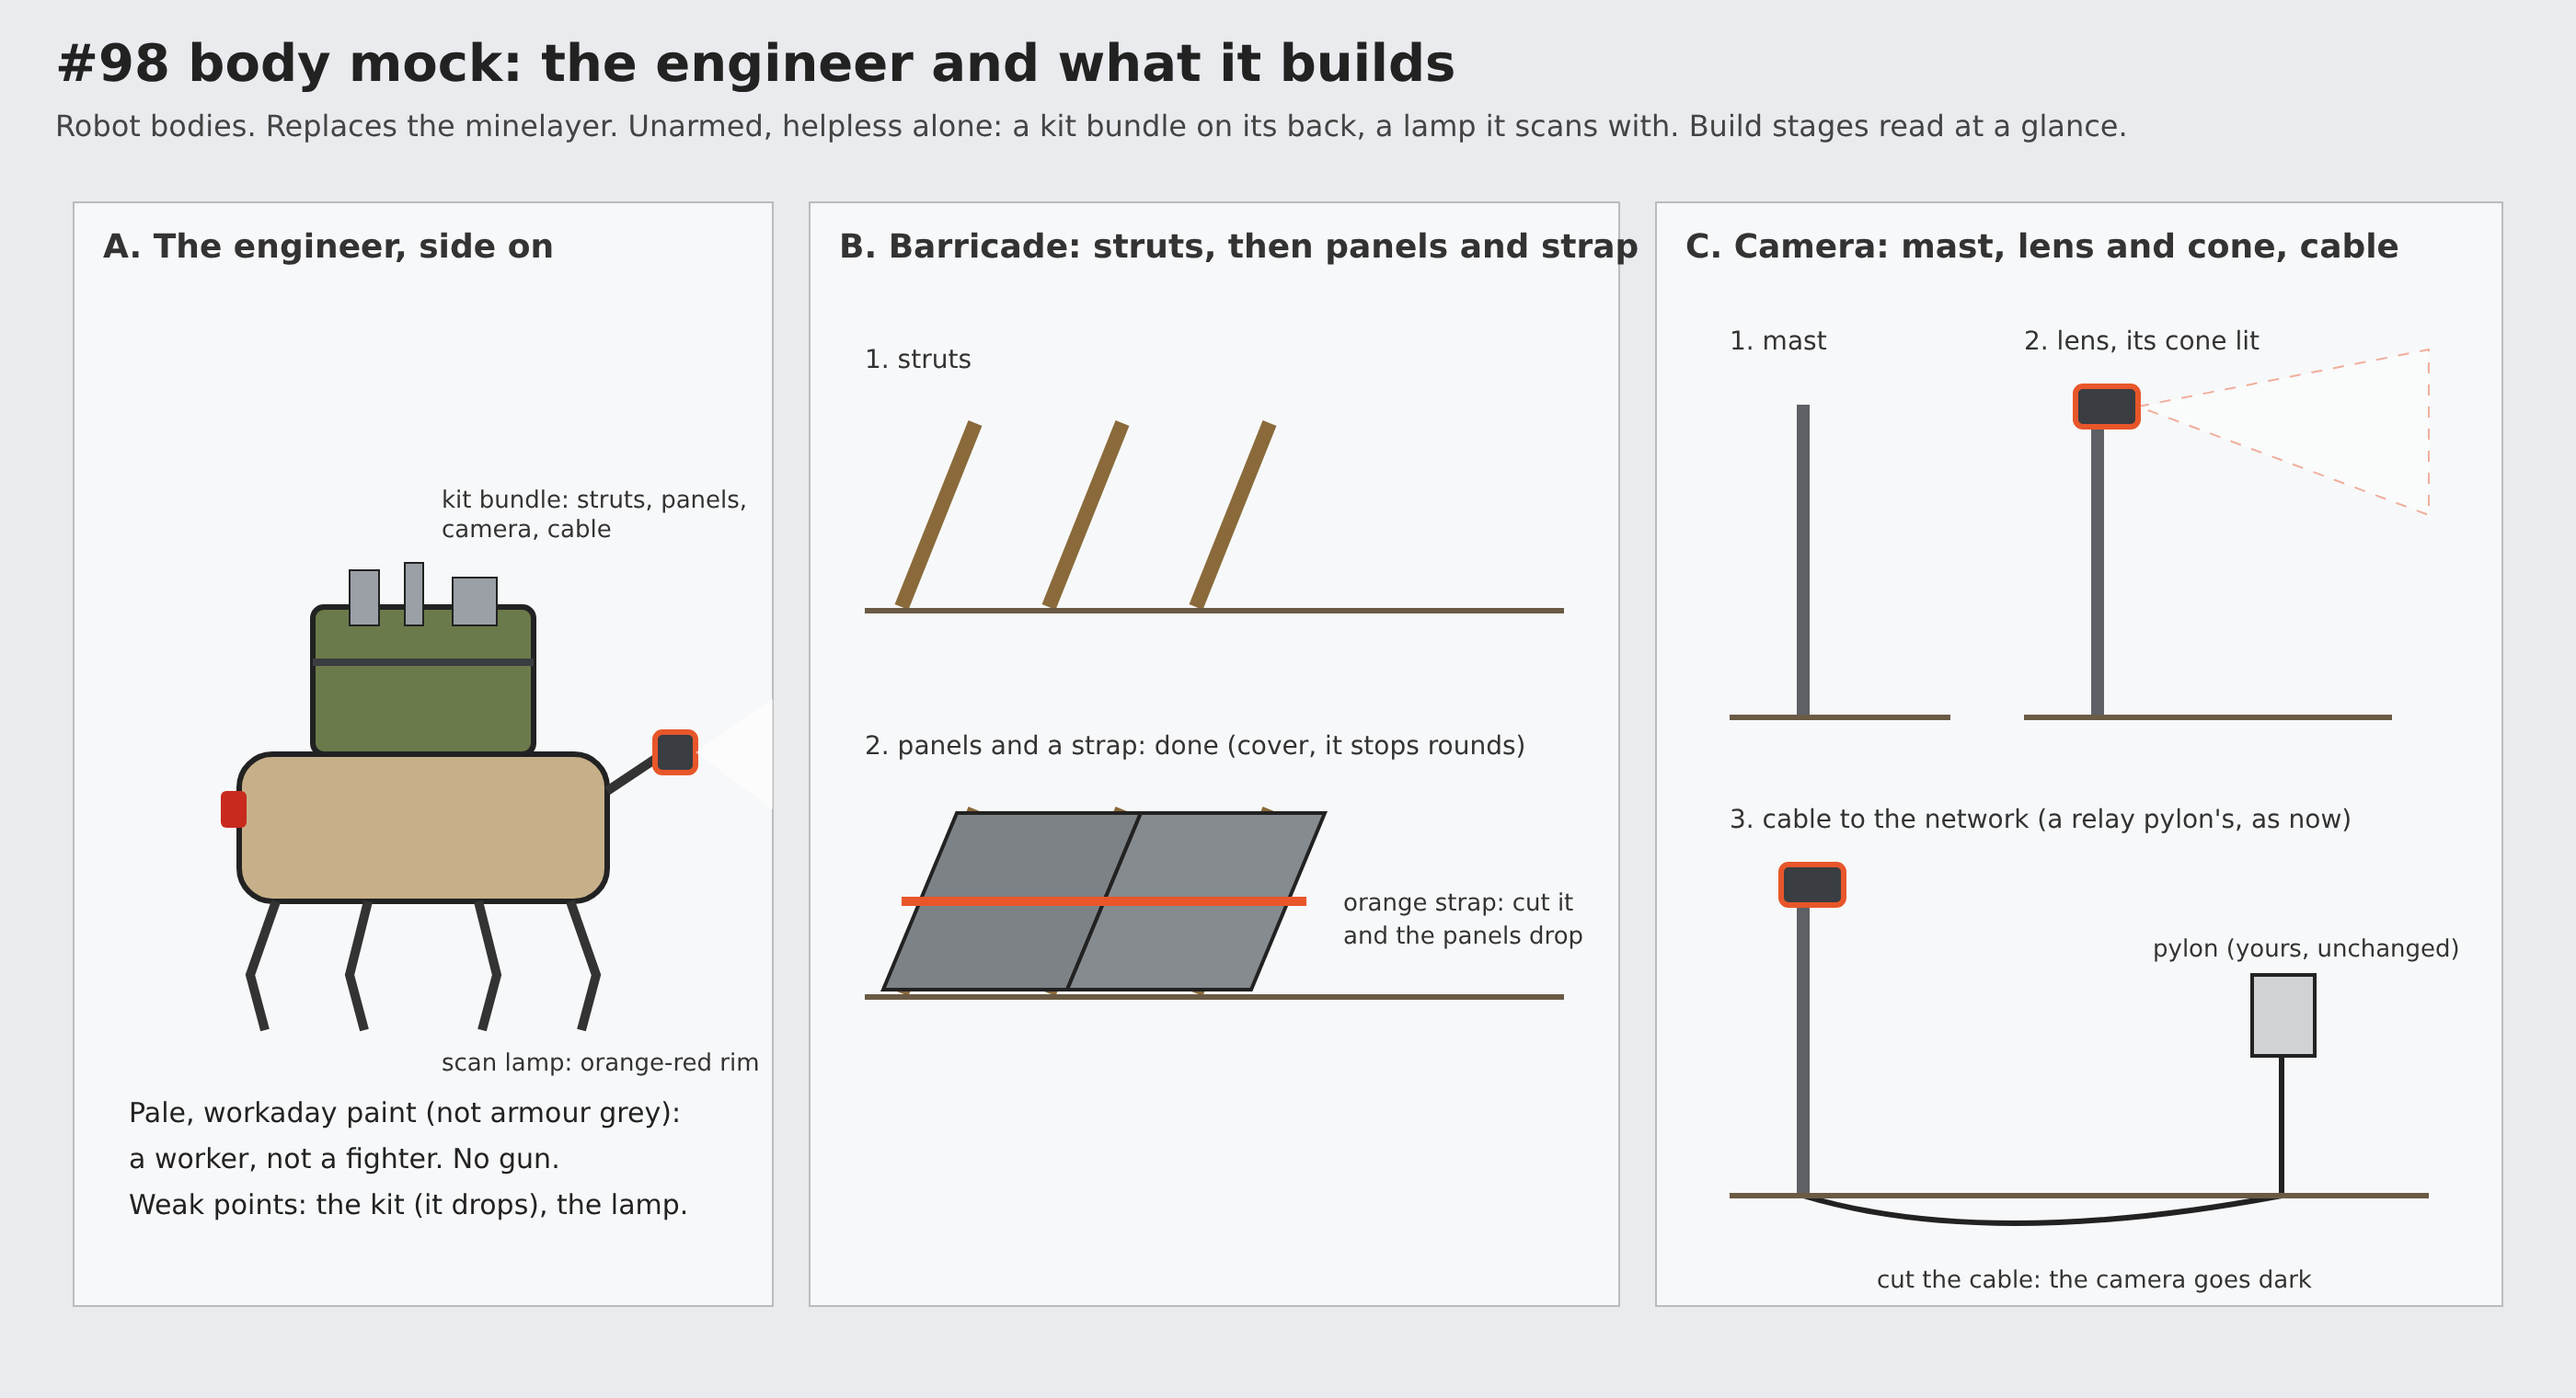 #98 body mock: the engineer and what it builds
Robot bodies. Replaces the minelayer. Unarmed, helpless alone: a kit bundle on its back, a lamp it scans with. Build stages read at a glance.
A. The engineer, side on
kit bundle: struts, panels,
camera, cable
scan lamp: orange-red rim
Pale, workaday paint (not armour grey):
a worker, not a fighter. No gun.
Weak points: the kit (it drops), the lamp.
B. Barricade: struts, then panels and strap
1. struts
2. panels and a strap: done (cover, it stops rounds)
orange strap: cut it
and the panels drop
C. Camera: mast, lens and cone, cable
1. mast
2. lens, its cone lit
3. cable to the network (a relay pylon's, as now)
pylon (yours, unchanged)
cut the cable: the camera goes dark